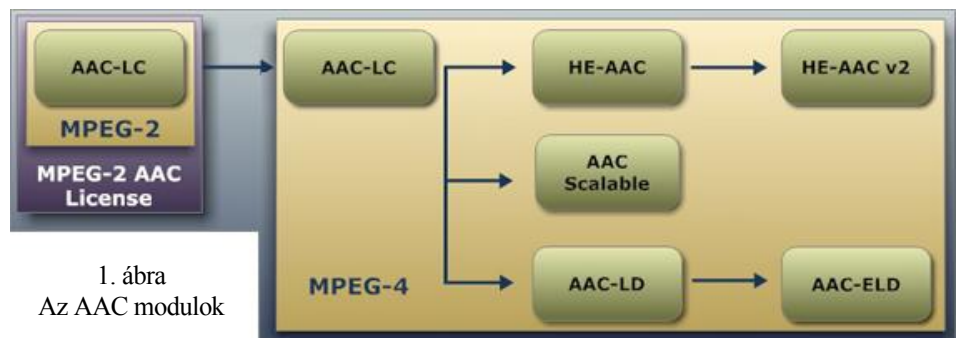 AAC-LC
MPEG-2
MPEG-2 AAC
License
AAC-LC
HE-AAC
HE-AAC v2
AAC
Scalable
AAC-LD
AAC-ELD
MPEG-4
1. ábra
Az AAC modulok